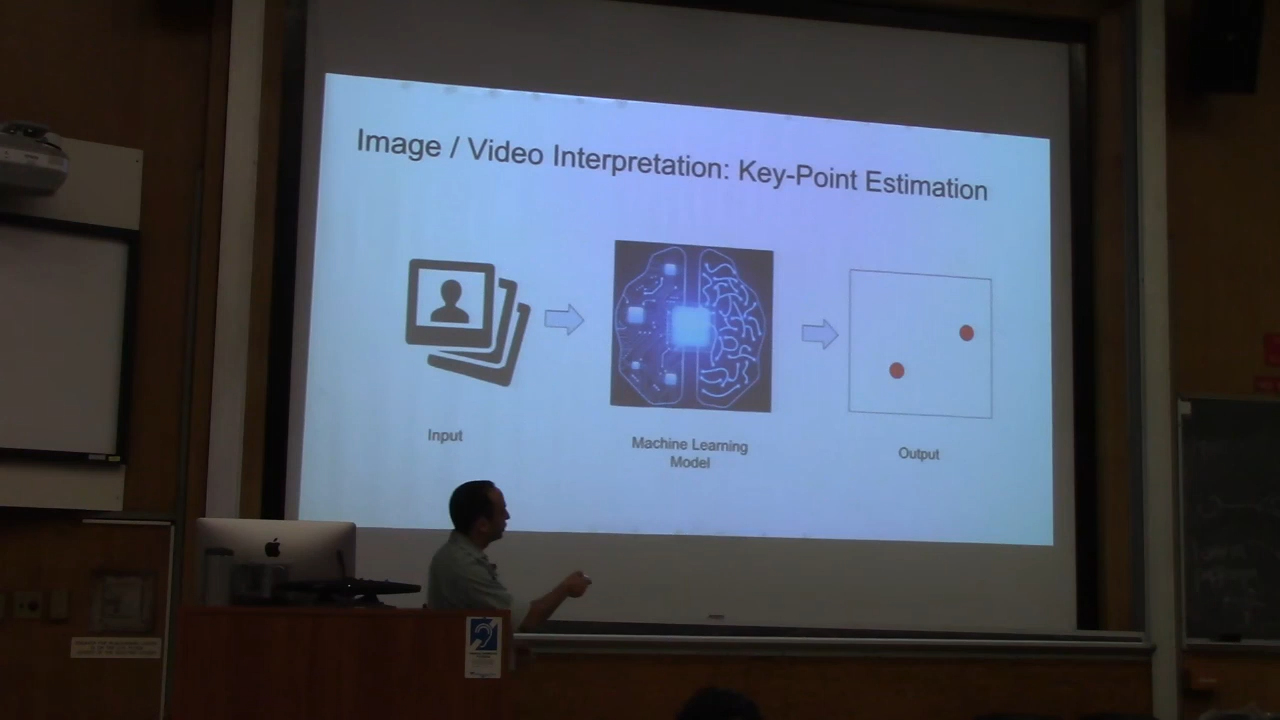 Image / Video Interpretation: Key-Point Estimation
Input
Machine Learning
Model
Output